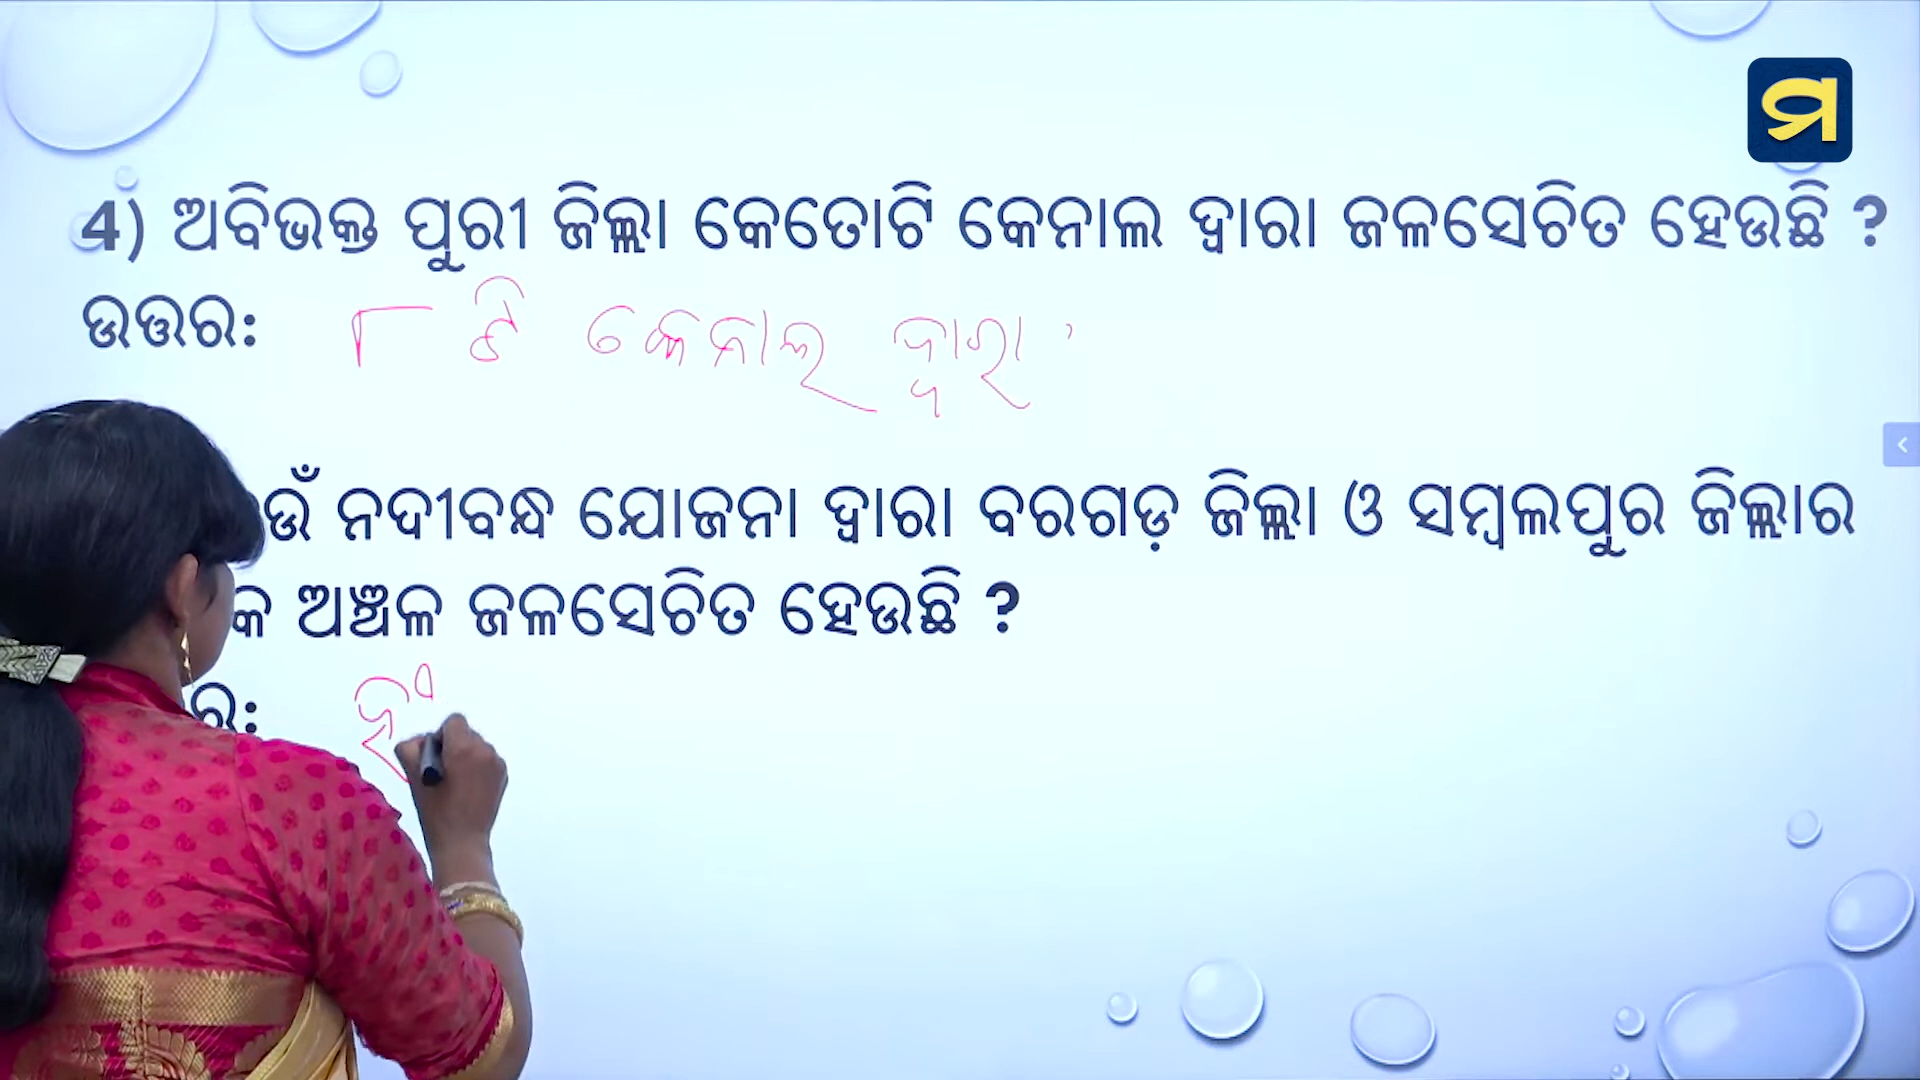 ମ
4) ଅବିଭକ୍ତ ପୁରୀ ଜିଲ୍ଲା କେତୋଟି କେନାଲ ଦ୍ୱାରା ଜଳସେଚିତ ହେଉଛି ?
ଉତ୍ତର: ୮ ଟି କେନାଲ ଦ୍ୱାରା
ନଦୀବନ୍ଧ ଯୋଜନା ଦ୍ୱାରା ବରଗଡ଼ ଜିଲ୍ଲା ଓ ସମ୍ବଲପୁର ଜିଲ୍ଲାର
ଅଞ୍ଚଳ ଜଳସେଚିତ ହେଉଛି ?